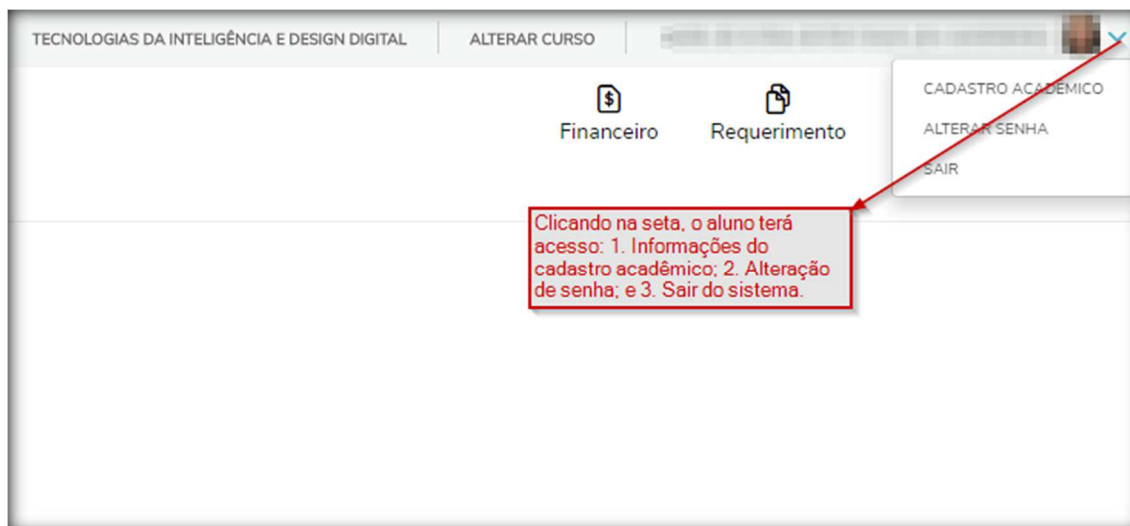 TECNOLOGIAS DA INTELIGÊNCIA E DESIGN DIGITAL
ALTERAR CURSO
Financeiro
Requerimento
CADASTRO ACADÊMICO
ALTERAR SENHA
SAIR
Clicando na seta, o aluno terá
acesso: 1. Informações do
cadastro acadêmico; 2. Alteração
de senha; e 3. Sair do sistema.